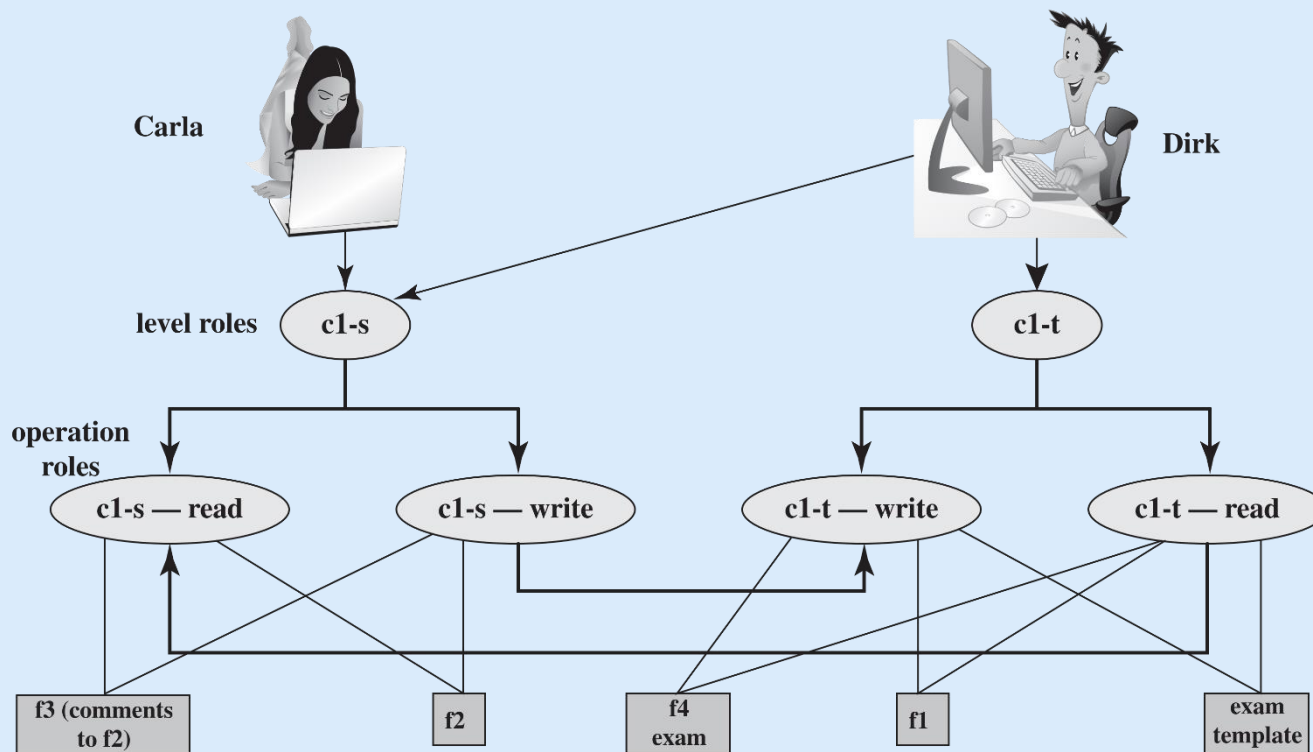 Carla
Dirk
level roles
c1-s
c1-t
operation
roles
c1-s — read
c1-s — write
c1-t — write
c1-t — read
f3 (comments
to f2)
f2
f4
exam
f1
exam
template